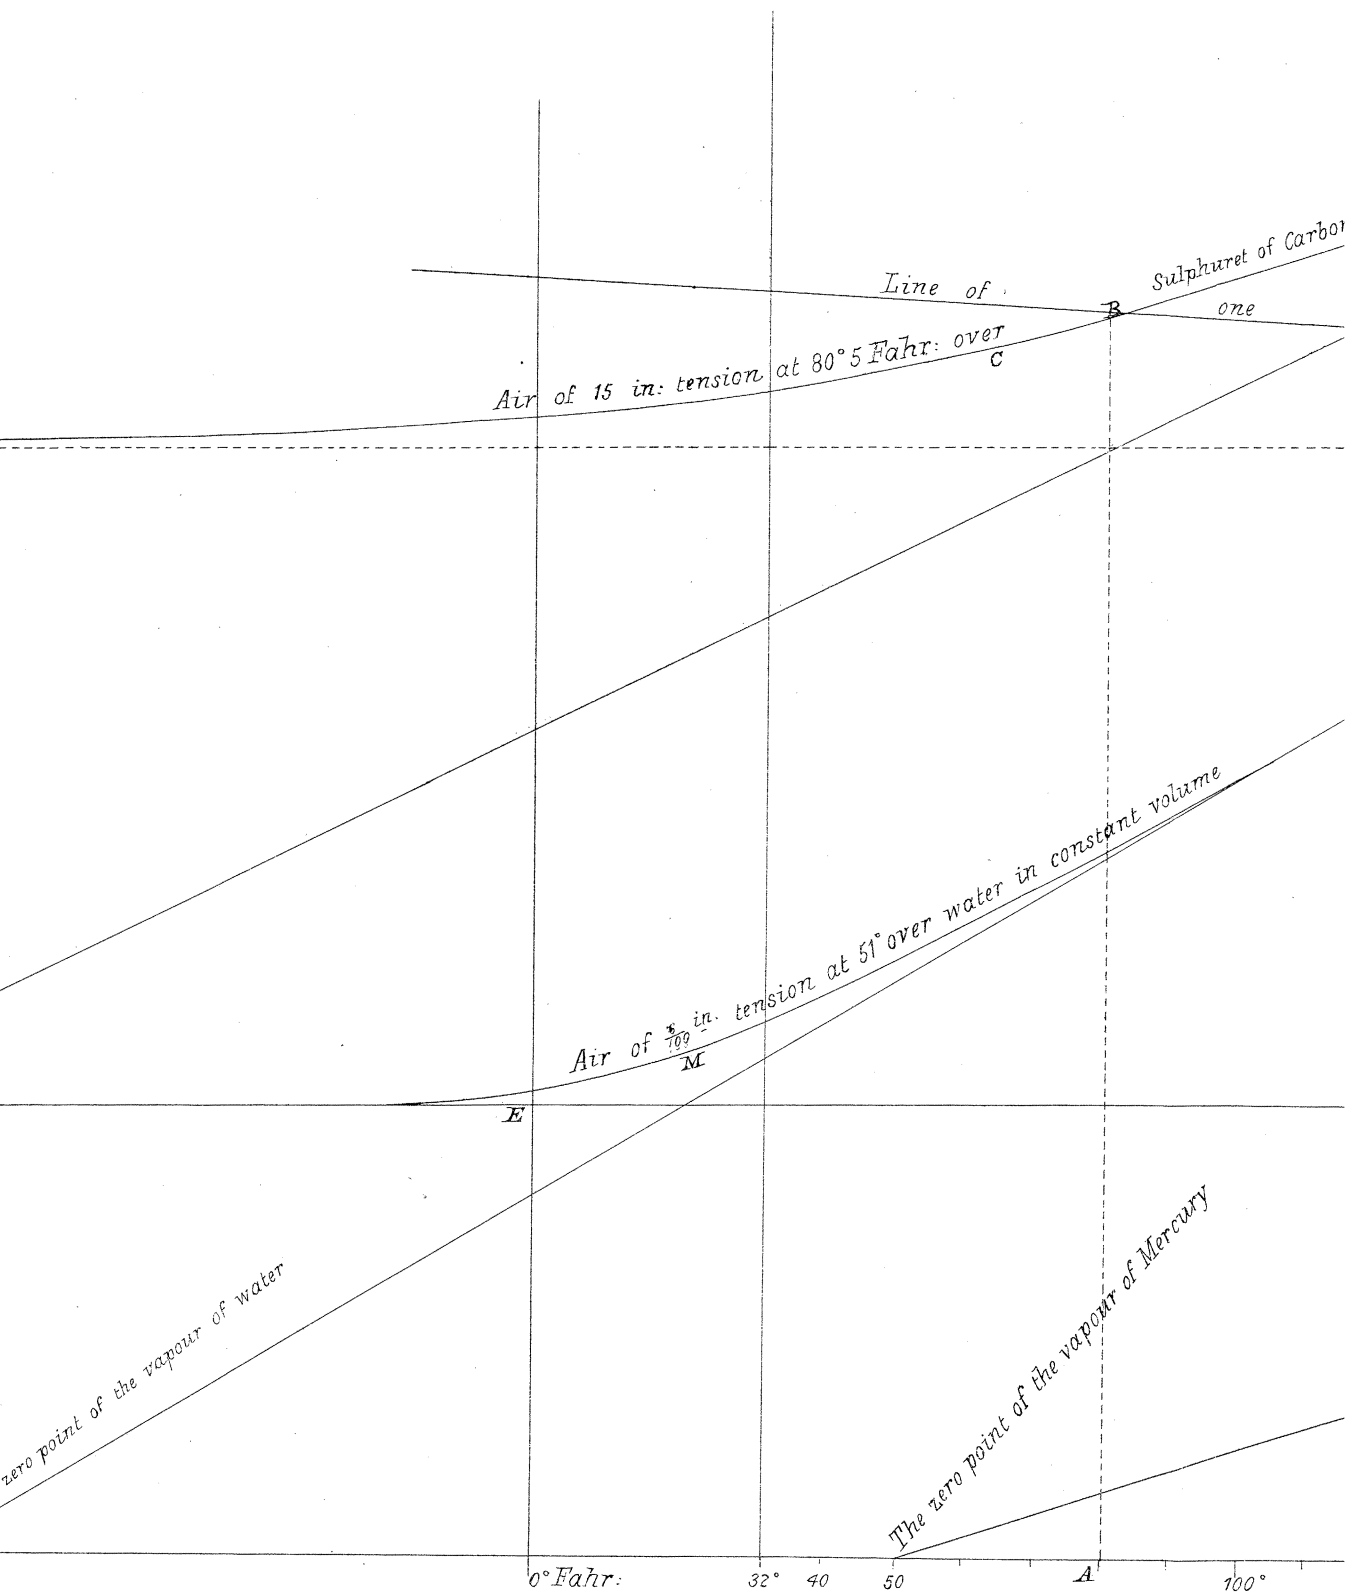 Sulphuret of Carbon
Line of
B
one
Air of 15 in: tension at 80°5 Fahr: over
C
Air of in. tension at 51° over water in constant volume
M
E
zero point of the vapour of water
The zero point of the vapour of Mercury
0° Fahr: 32° 40 50 A 100°